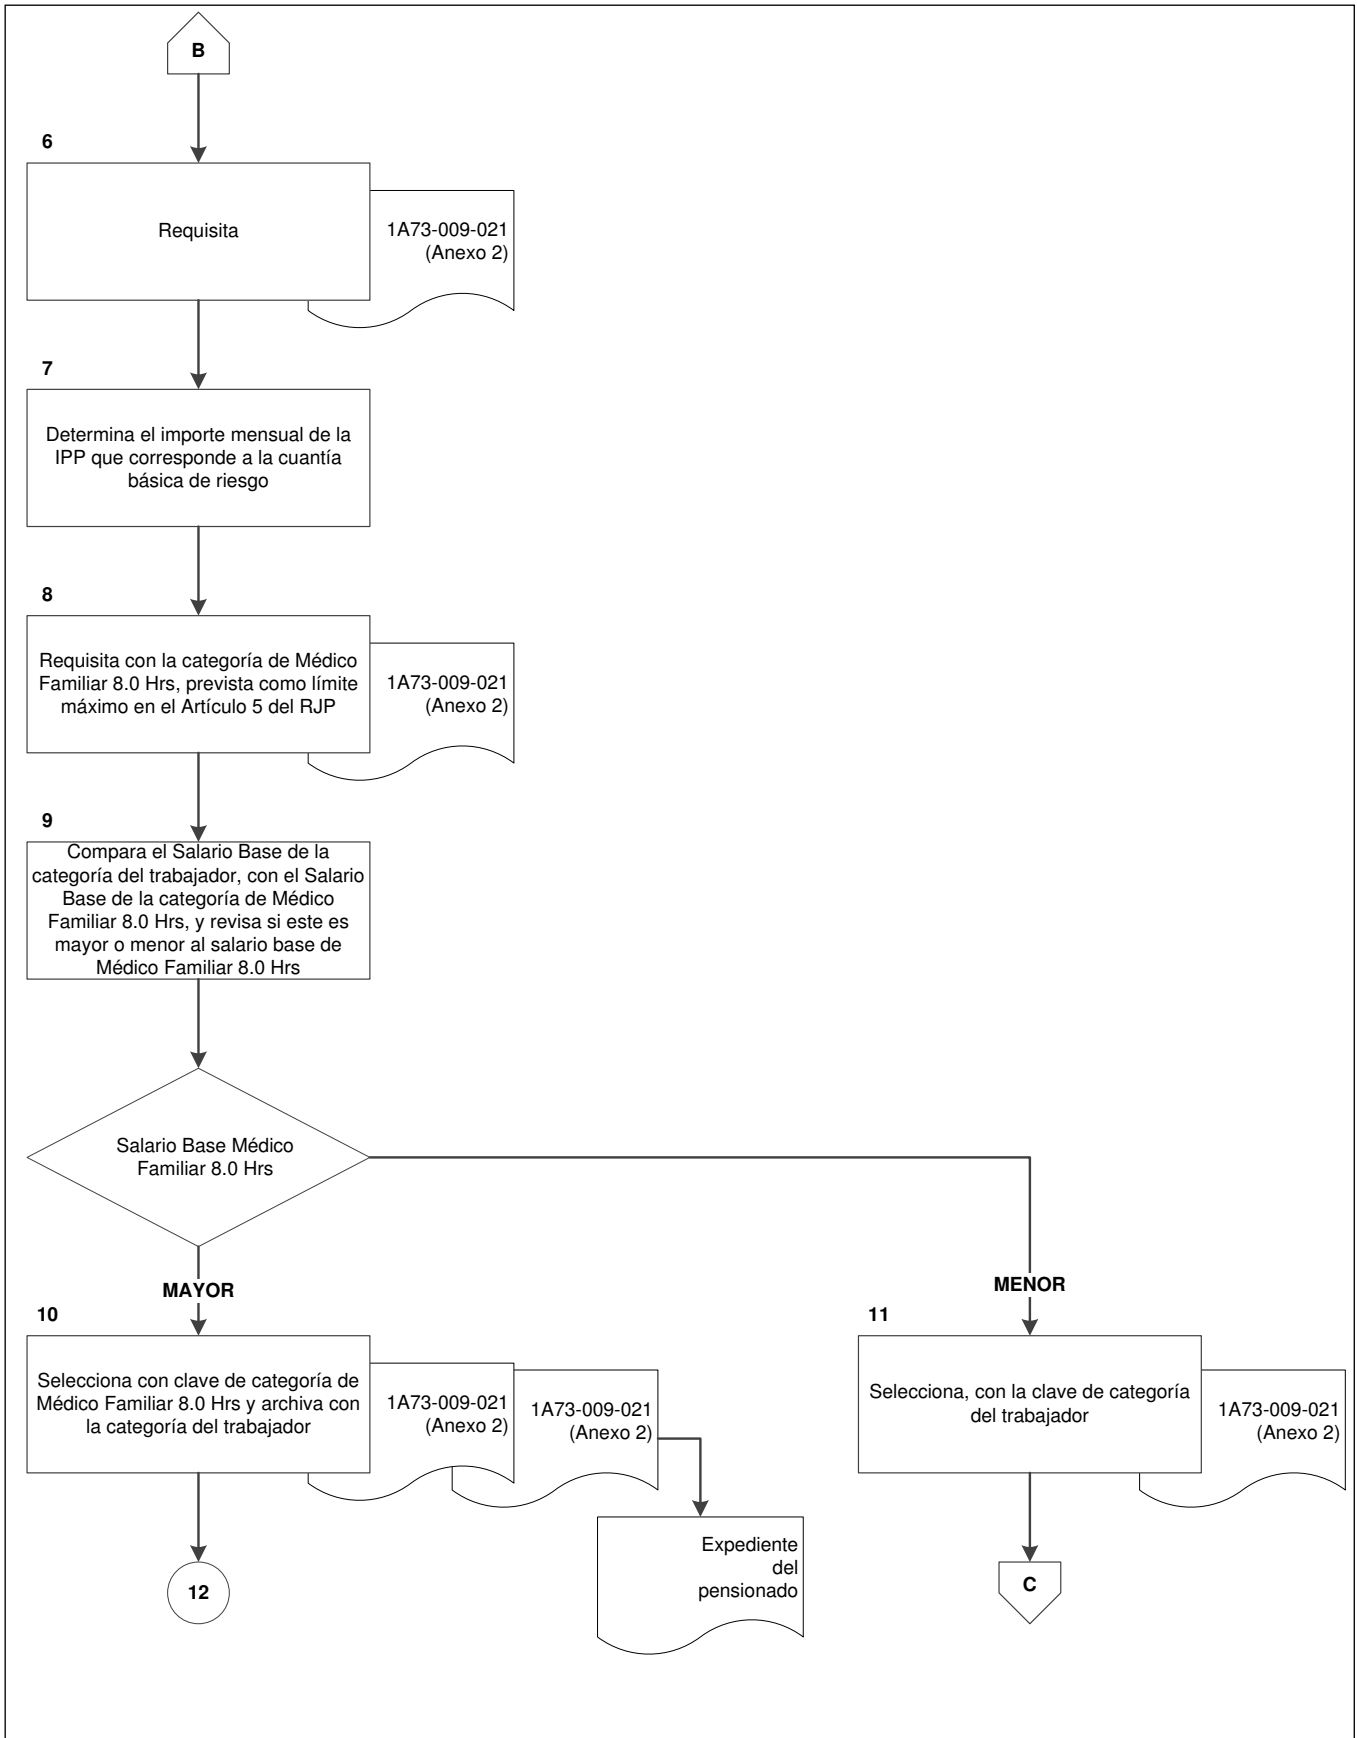 B
6
Requisita
1A73-009-021
(Anexo 2)
7
Determina el importe mensual de la
IPP que corresponde a la cuantía
básica de riesgo
8
Requisita con la categoría de Médico
Familiar 8.0 Hrs, prevista como límite
máximo en el Artículo 5 del RJP
1A73-009-021
(Anexo 2)
9
Compara el Salario Base de la
categoría del trabajador, con el Salario
Base de la categoría de Médico
Familiar 8.0 Hrs, y revisa si este es
mayor o menor al salario base de
Médico Familiar 8.0 Hrs
Salario Base Médico
Familiar 8.0 Hrs
MAYOR
MENOR
10
Selecciona con clave de categoría de
Médico Familiar 8.0 Hrs y archiva con
la categoría del trabajador
1A73-009-021
(Anexo 2)
1A73-009-021
(Anexo 2)
Expediente
del
pensionado
12
11
Selecciona, con la clave de categoría
del trabajador
1A73-009-021
(Anexo 2)
C